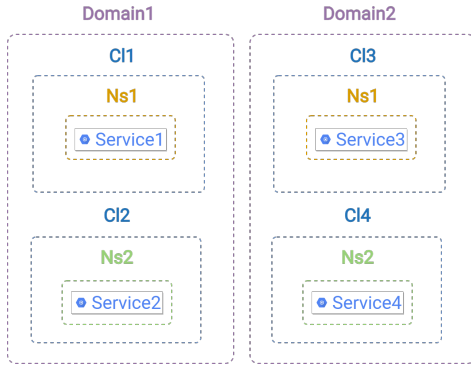 Domain1
Cl1
Ns1
Service1
Cl2
Ns2
Service2
Domain2
Cl3
Ns1
Service3
Cl4
Ns2
Service4